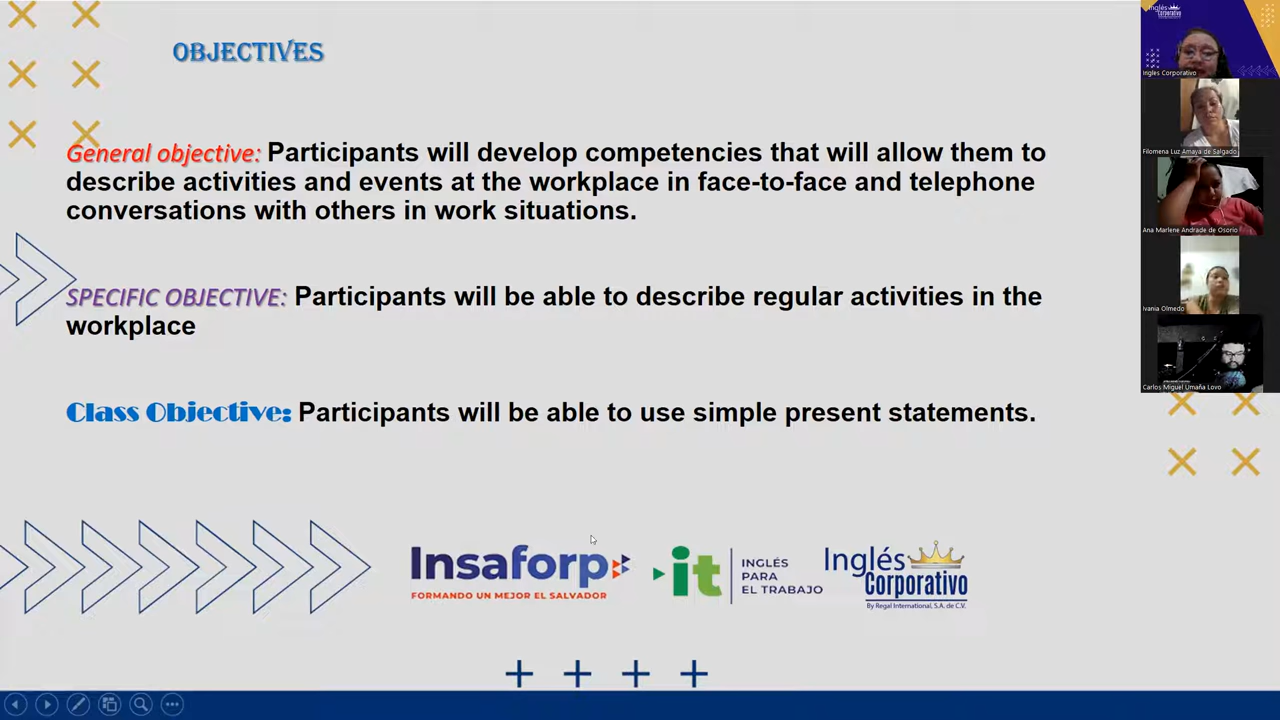 OBJECTIVES
General objective: Participants will develop competencies that will allow them to
describe activities and events at the workplace in face-to-face and telephone
conversations with others in work situations.
SPECIFIC OBJECTIVE: Participants will be able to describe regular activities in the
workplace
Class Objective: Participants will be able to use simple present statements.
Insaforp
FORMANDO UN MEJOR EL SALVADOR
it
INGLÉS
PARA
EL TRABAJO
Inglés
Corporativo
By Regal International, S.A. de C.V.
Inglés
Corporativo
Ingles Corporativo
Filomena Luz Amaya de Salgado
Ana Marlene Andrade de Osorio
Ivania Olmedo
Carlos Miguel Umaña Lovo